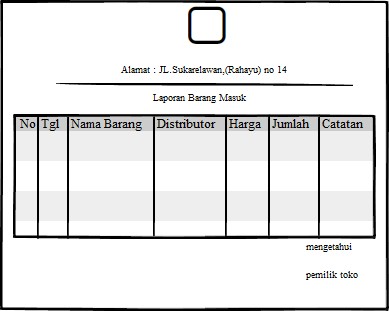 Alamat : JL.Sukarelawan,(Rahayu) no 14
Laporan Barang Masuk
No Tgl Nama Barang Distributor Harga Jumlah Catatan
mengetahui
pemilik toko